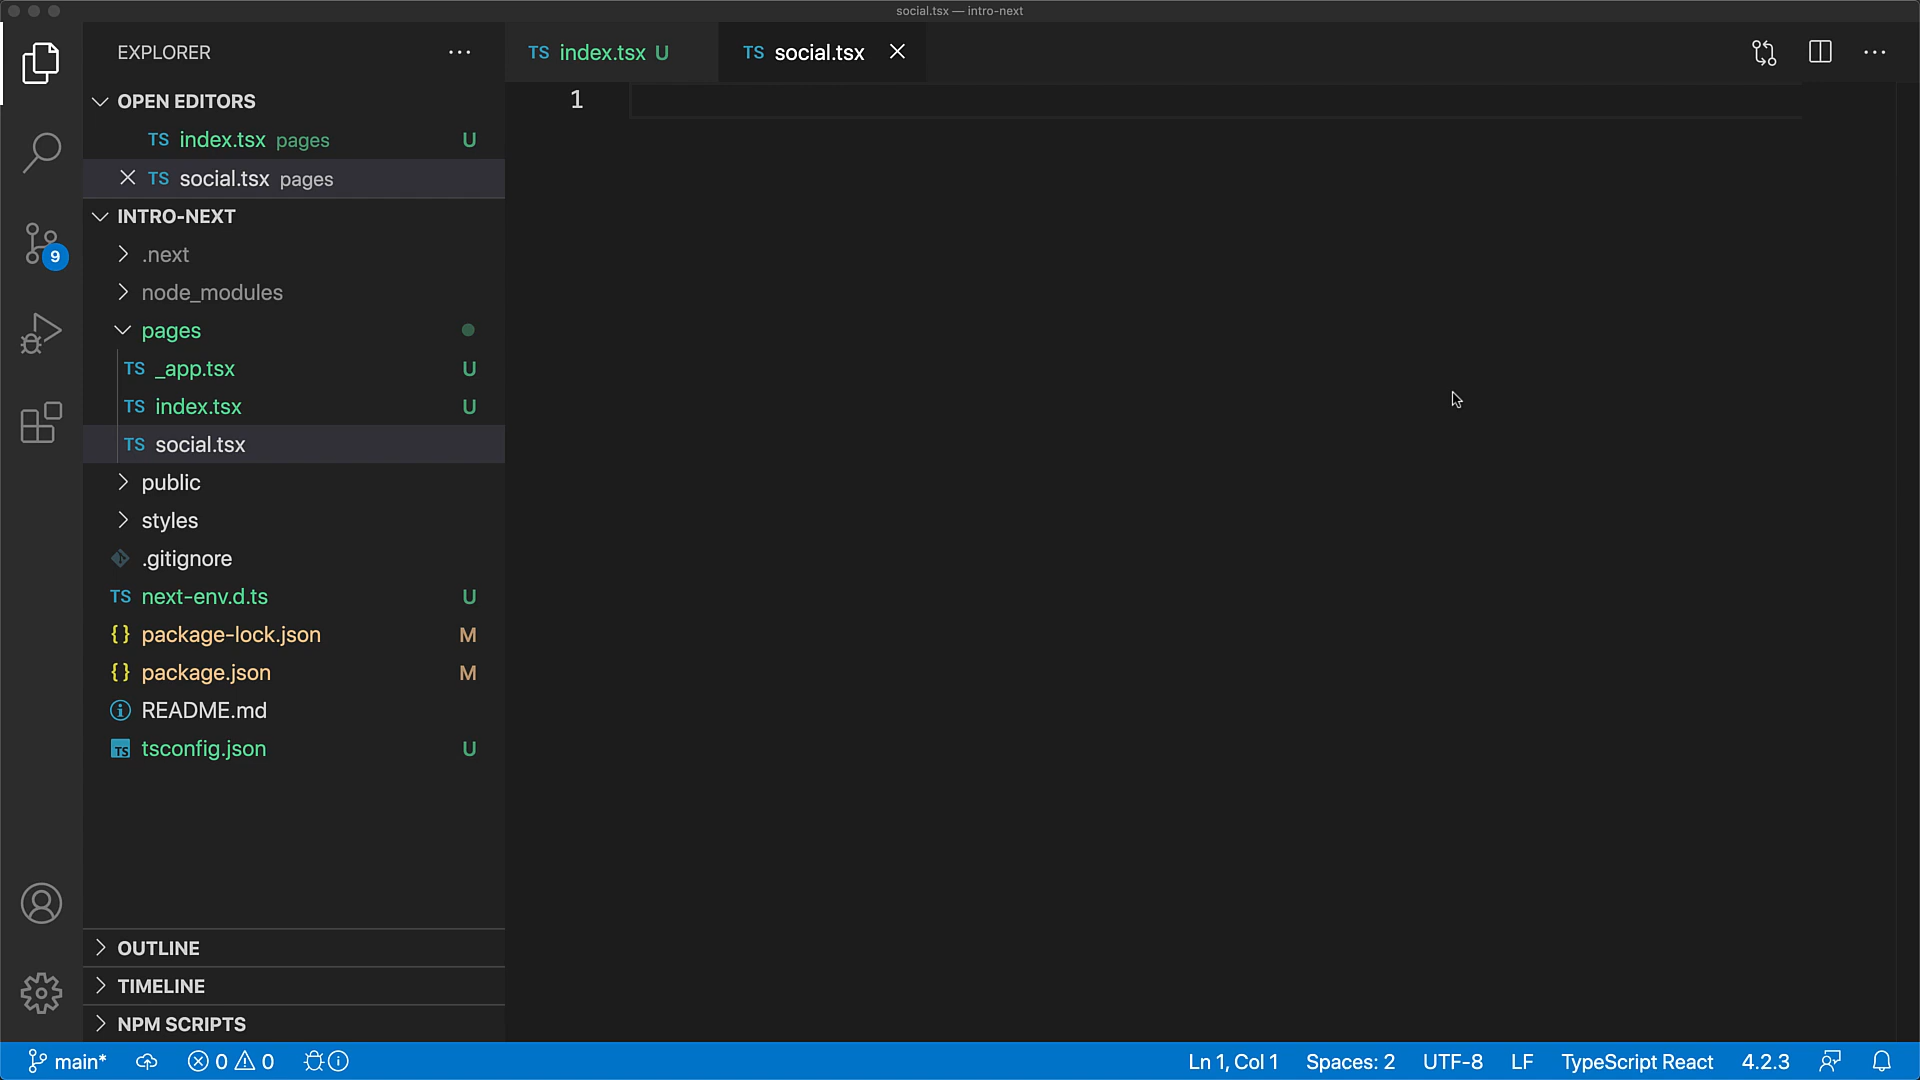 social.tsx — intro-next
EXPLORER
OPEN EDITORS
TS index.tsx pages U
TS social.tsx pages
INTRO-NEXT
.next
node_modules
pages
TS _app.tsx U
TS index.tsx U
TS social.tsx
public
styles
.gitignore
TS next-env.d.ts U
{} package-lock.json M
{} package.json M
README.md
TS tsconfig.json U
OUTLINE
TIMELINE
NPM SCRIPTS
9
TS index.tsx U
TS social.tsx
1
main* 0 0
Ln 1, Col 1 Spaces: 2 UTF-8 LF TypeScript React 4.2.3